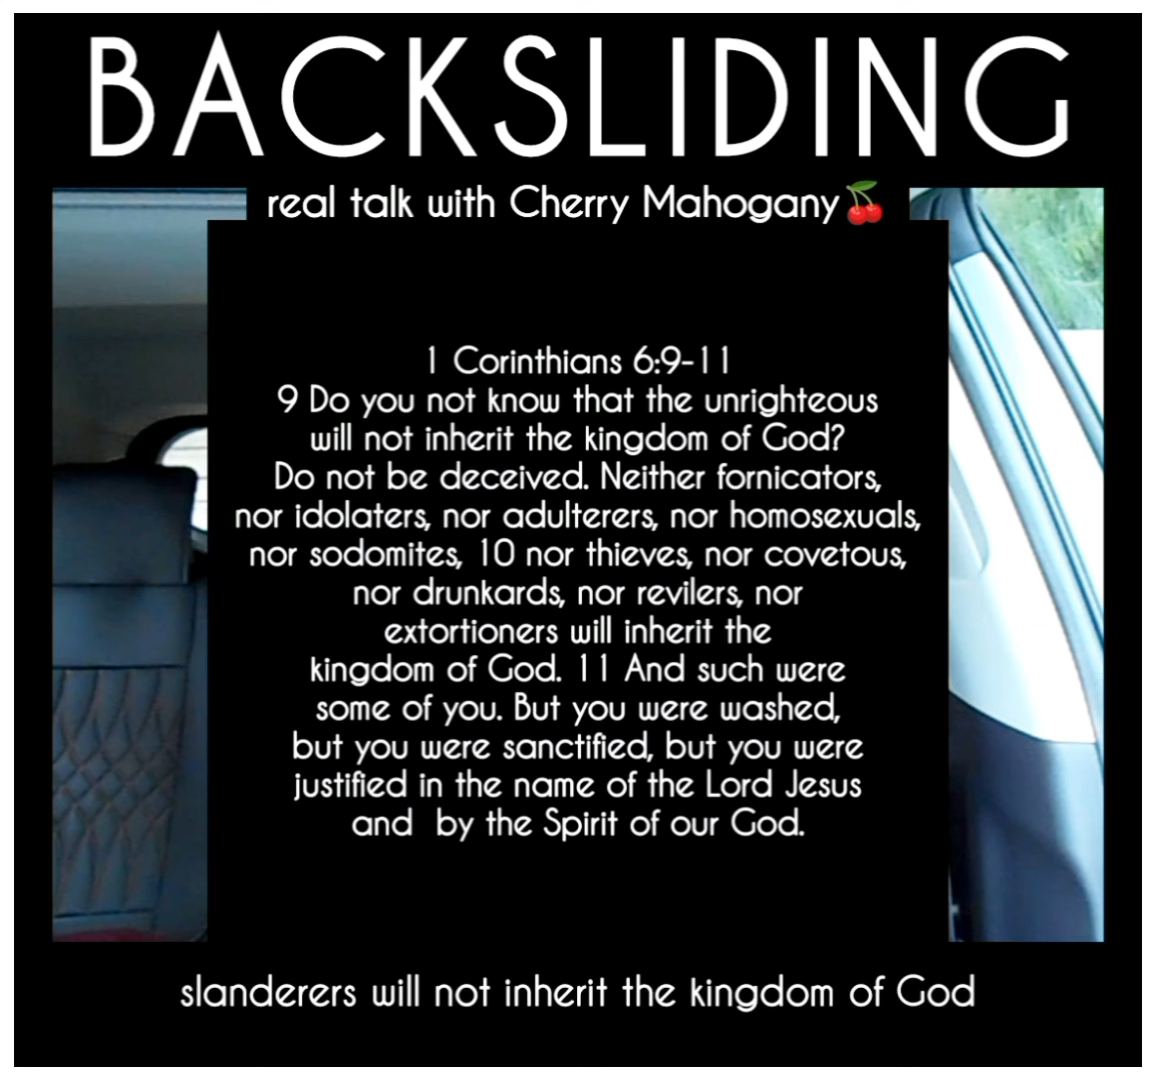 BACKSLIDING
real talk with Cherry Mahogany🍒
1 Corinthians 6:9-11
9 Do you not know that the unrighteous
will not inherit the kingdom of God?
Do not be deceived. Neither fornicators,
nor idolaters, nor adulterers, nor homosexuals,
nor sodomites, 10 nor thieves, nor covetous,
nor drunkards, nor revilers, nor
extortioners will inherit the
kingdom of God. 11 And such were
some of you. But you were washed,
but you were sanctified, but you were
justified in the name of the Lord Jesus
and  by the Spirit of our God.
slanderers will not inherit the kingdom of God